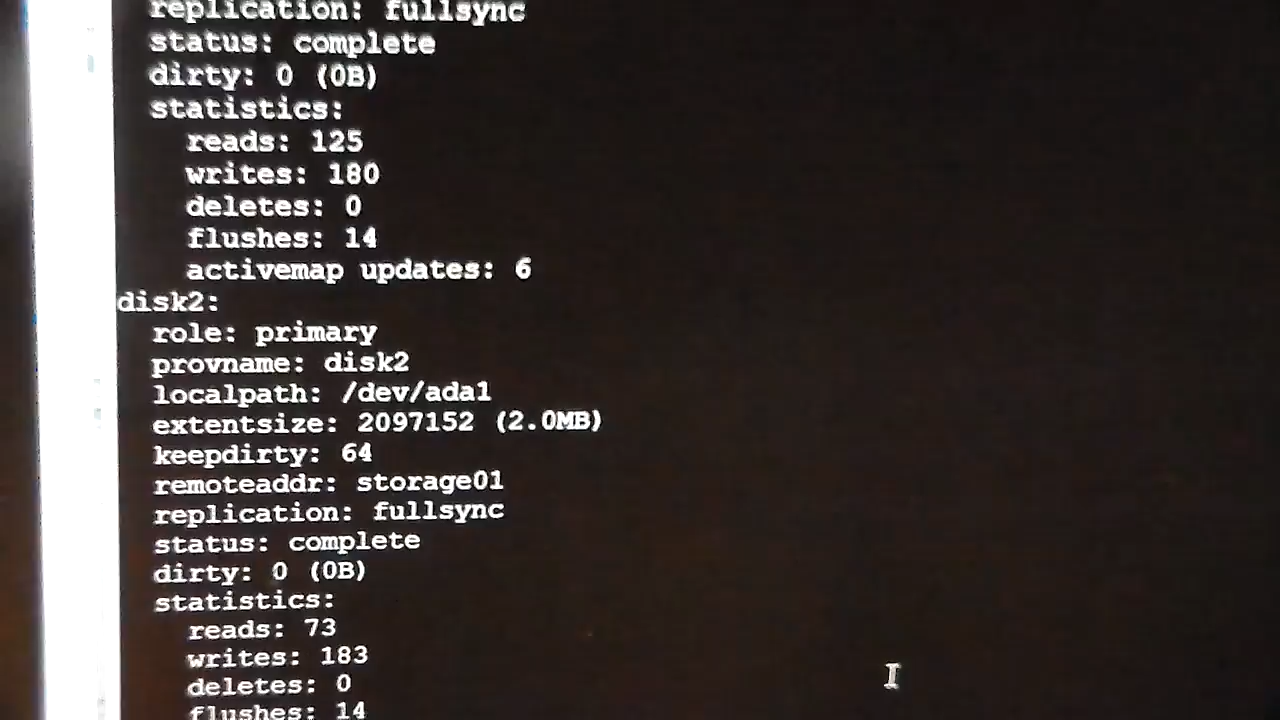 replication: fullsync
status: complete
dirty: 0 (0B)
statistics:
reads: 125
writes: 180
deletes: 0
flushes: 14
activemap updates: 6
disk2:
role: primary
provname: disk2
localpath: /dev/ada1
extentsize: 2097152 (2.0MB)
keepdirty: 64
remoteaddr: storage01
replication: fullsync
status: complete
dirty: 0 (0B)
statistics:
reads: 73
writes: 183
deletes: 0
flushes: 14